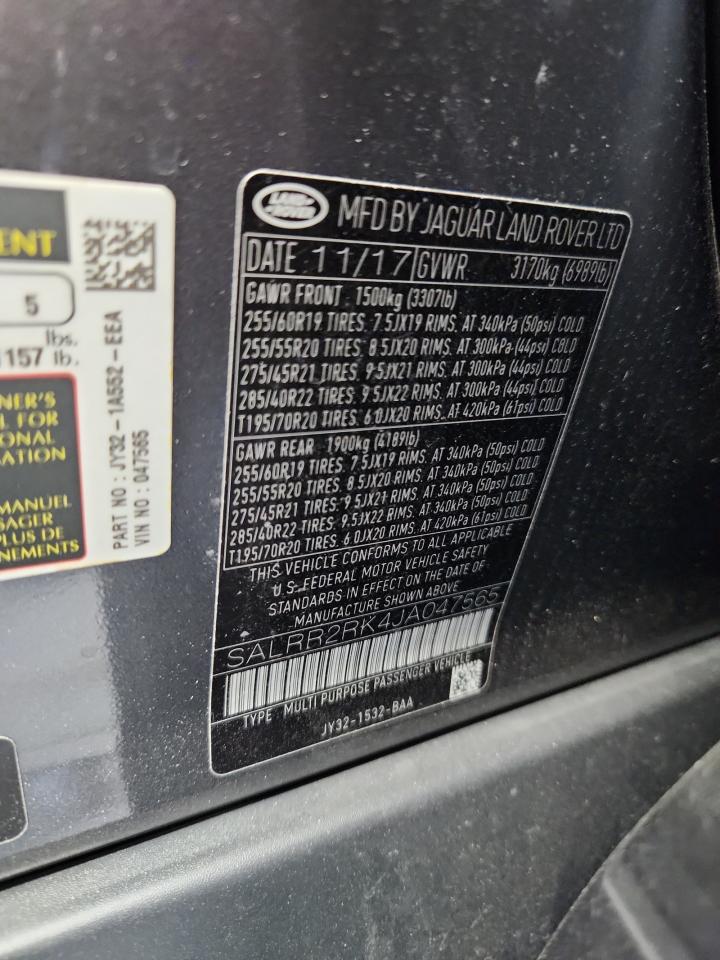 ENT
5
lbs.
157 lb.
NER'S
L FOR
ONAL
ATION
MANUEL
SAGER
PLUS DE
NEMENTS
PART NO : JY32 -1A552 -EEA
VIN NO : 047565
LAND ROVER
MFD BY JAGUAR LAND ROVER LTD
DATE 11/17 GVWR 3170kg (6989lb)
GAWR FRONT 1500kg (3307lb)
255/60R19 TIRES, 7.5JX19 RIMS, AT 340kPa (50psi) COLD
255/55R20 TIRES, 8.5JX20 RIMS, AT 300kPa (44psi) COLD
275/45R21 TIRES, 9.5JX21 RIMS, AT 300kPa (44psi) COLD
285/40R22 TIRES, 9.5JX22 RIMS, AT 300kPa (44psi) COLD
T195/70R20 TIRES, 6.0JX20 RIMS, AT 420kPa (61psi) COLD
GAWR REAR 1900kg (4189lb)
255/60R19 TIRES, 7.5JX19 RIMS, AT 340kPa (50psi) COLD
255/55R20 TIRES, 8.5JX20 RIMS, AT 340kPa (50psi) COLD
275/45R21 TIRES, 9.5JX21 RIMS, AT 340kPa (50psi) COLD
285/40R22 TIRES, 9.5JX22 RIMS, AT 340kPa (50psi) COLD
T195/70R20 TIRES, 6.0JX20 RIMS, AT 420kPa (61psi) COLD
THIS VEHICLE CONFORMS TO ALL APPLICABLE
U.S. FEDERAL MOTOR VEHICLE SAFETY
STANDARDS IN EFFECT ON THE DATE OF
MANUFACTURE SHOWN ABOVE
SALRR2RK4JA047565
TYPE MULTI PURPOSE PASSENGER VEHICLE
JY32-1532-BAA